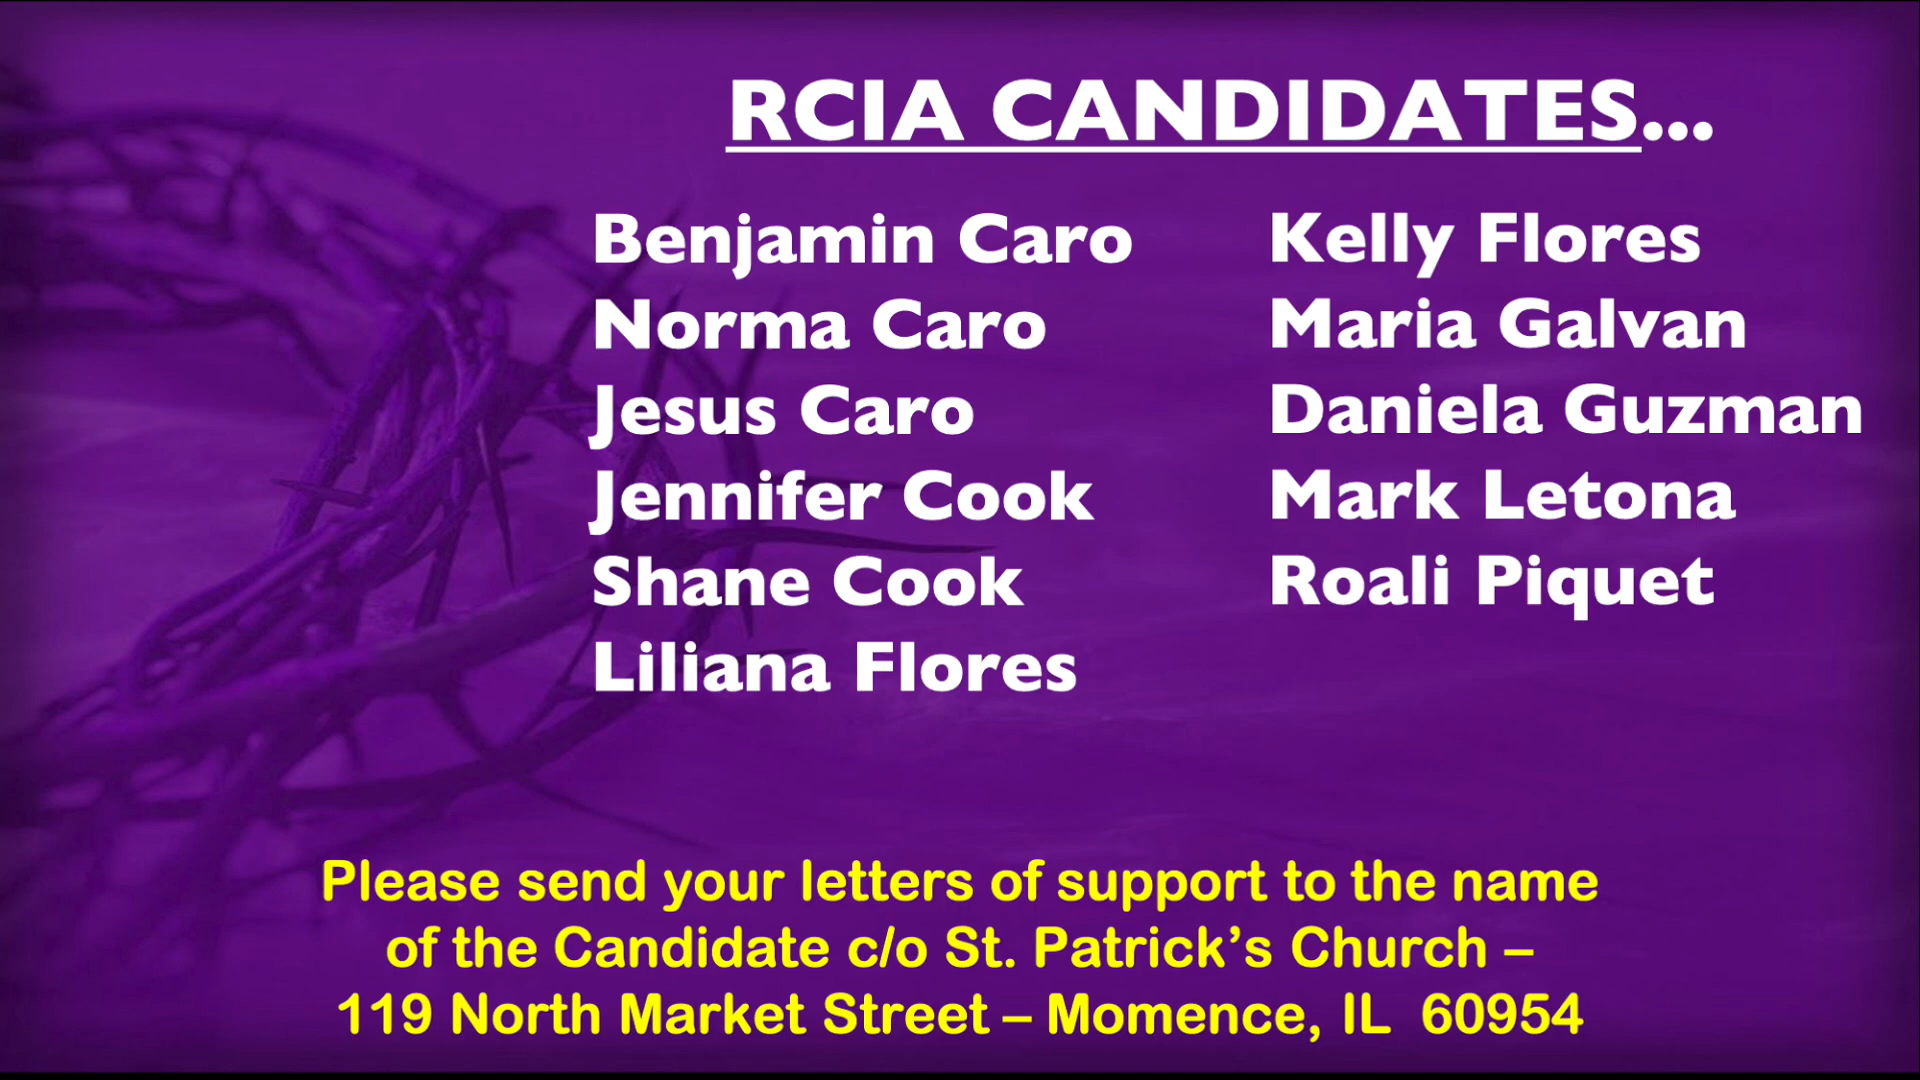 RCIA CANDIDATES...
Benjamin Caro
Norma Caro
Jesus Caro
Jennifer Cook
Shane Cook
Liliana Flores
Kelly Flores
Maria Galvan
Daniela Guzman
Mark Letona
Roali Piquet
Please send your letters of support to the name
of the Candidate c/o St. Patrick’s Church –
119 North Market Street – Momence, IL  60954